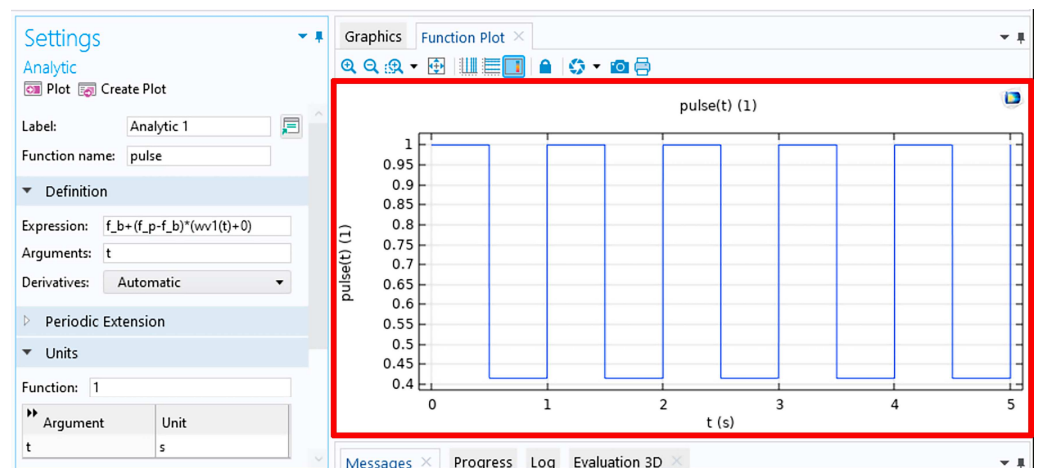 Settings
Analytic
Plot Create Plot
Label: Analytic 1
Function name: pulse
Definition
Expression: f_b+(f_p-f_b)*(wv1(t)+0)
Arguments: t
Derivatives: Automatic
Periodic Extension
Units
Function: 1
Argument Unit
t s
Graphics Function Plot
pulse(t) (1)
pulse(t) (1)
1
0.95
0.9
0.85
0.8
0.75
0.7
0.65
0.6
0.55
0.5
0.45
0.4
0 1 2 3 4 5
t (s)
Messages Progress Log Evaluation 3D